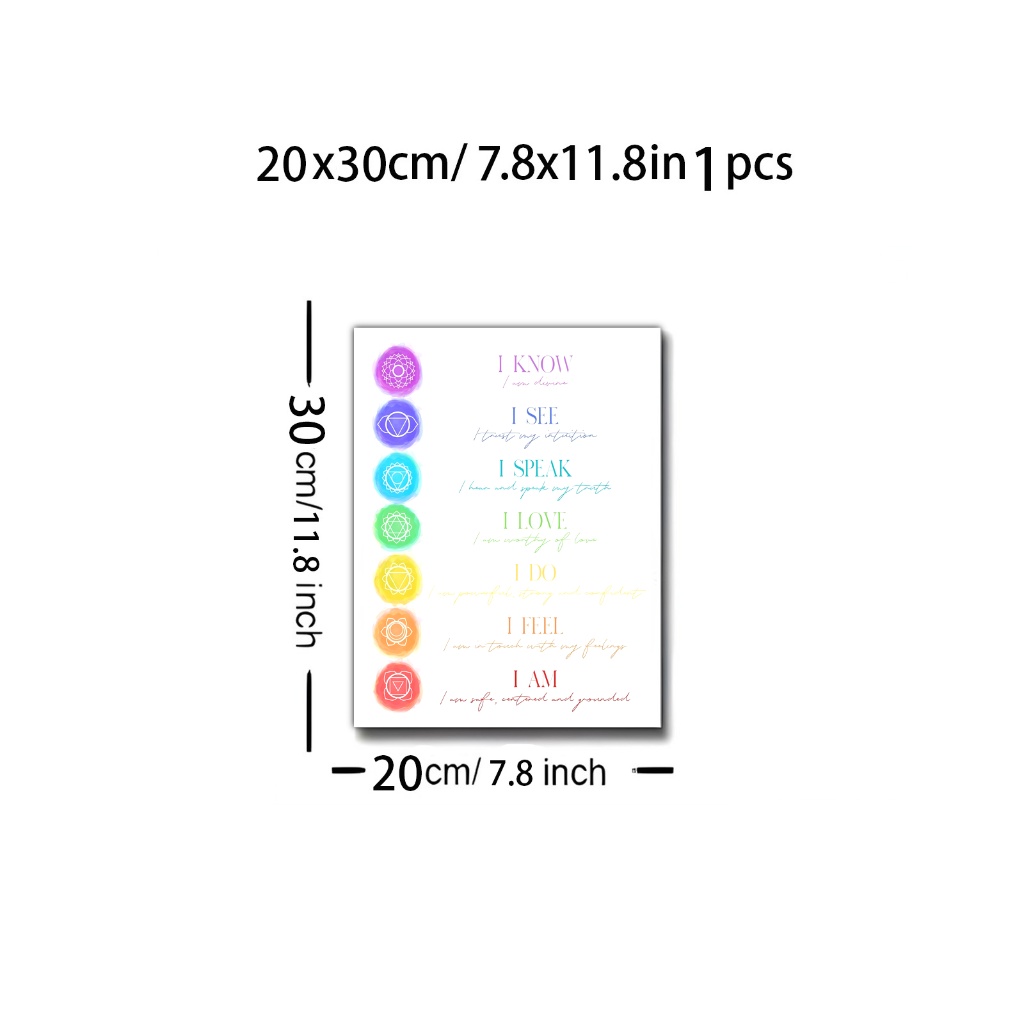 20x30cm/ 7.8x11.8in 1 pcs
30cm/11.8 inch
I KNOW
I am divine
I SEE
I trust my intuition
I SPEAK
I hear and speak my truth
I LOVE
I am worthy of love
I DO
I am powerful, strong and confident
I FEEL
I am in touch with my feelings
I AM
I am safe, centered and grounded
20cm/ 7.8 inch